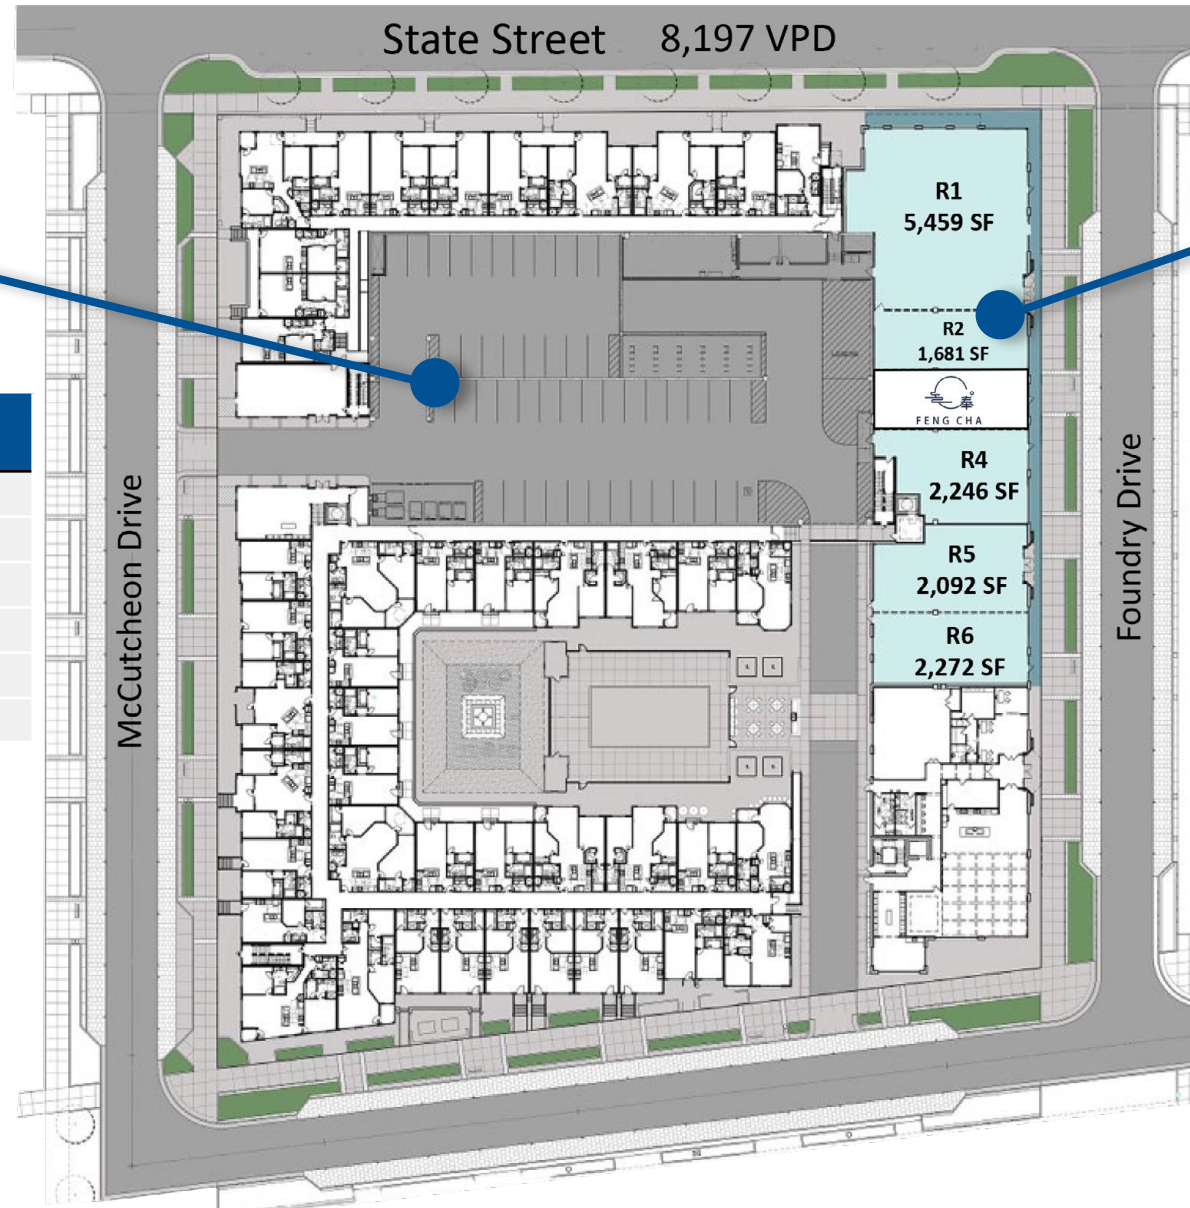 State Street 8,197 VPD
R1
5,459 SF
R2
1,681 SF
奉
FENG CHA
R4
2,246 SF
R5
2,092 SF
R6
2,272 SF
McCutcheon Drive
Foundry Drive